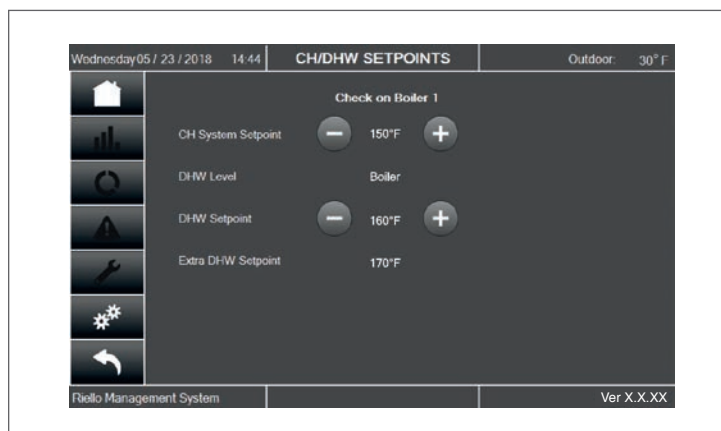 Wednesday 05 / 23 / 2018 14:44 CH/DHW SETPOINTS Outdoor: 30°F
Check on Boiler 1
CH System Setpoint − 150°F +
DHW Level Boiler
DHW Setpoint − 160°F +
Extra DHW Setpoint 170°F
Riello Management System Ver X.X.XX